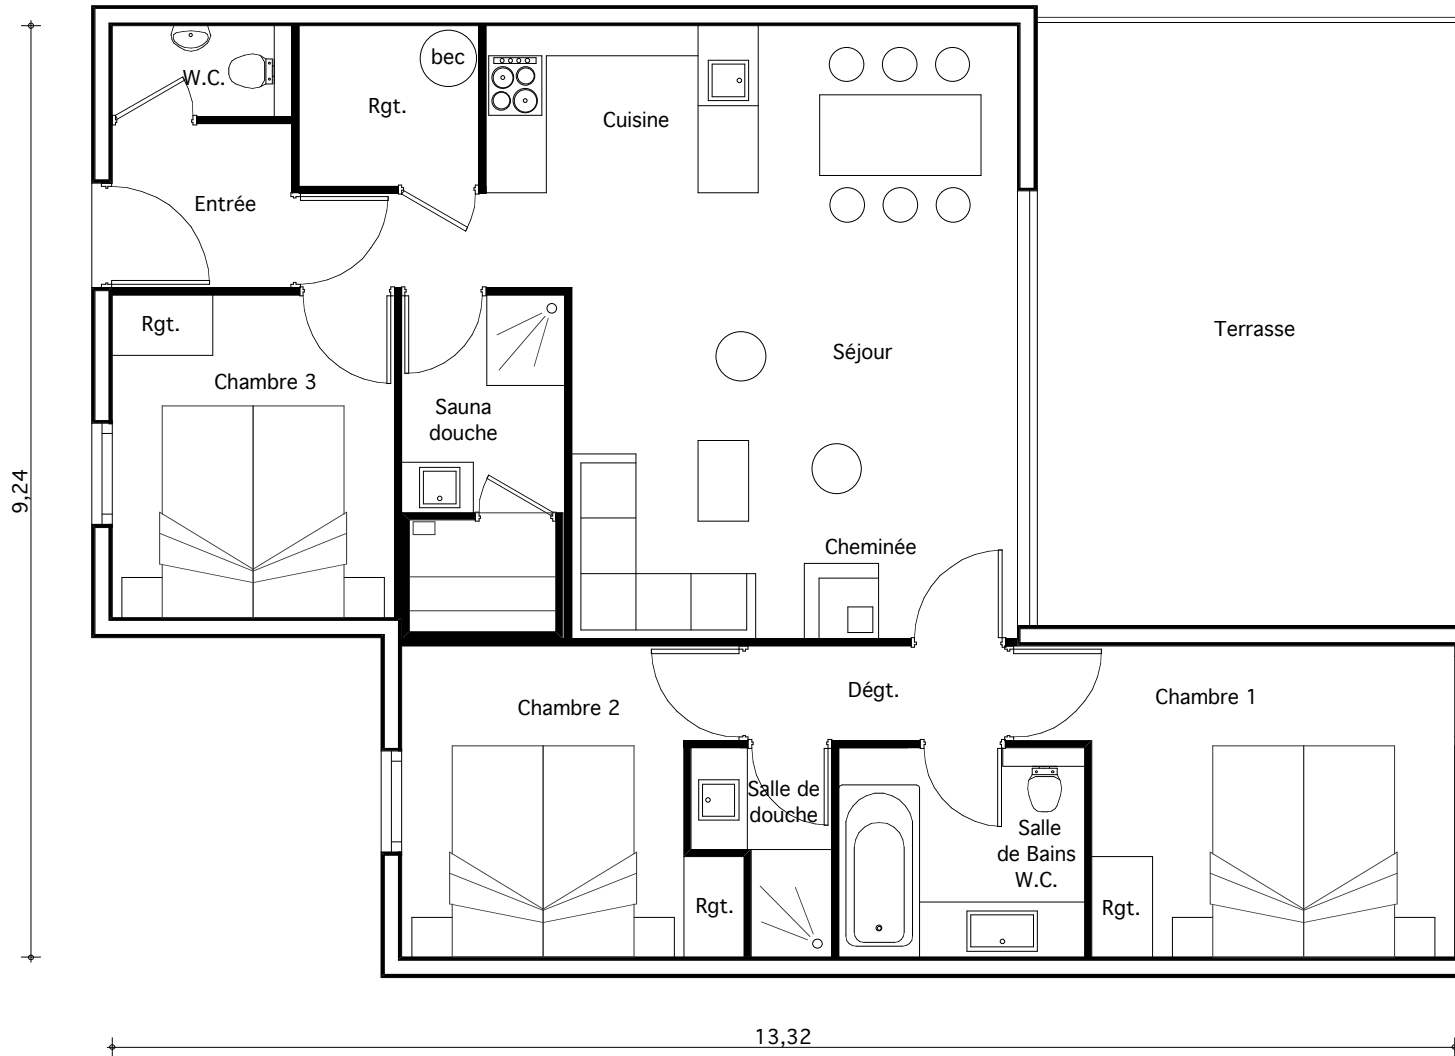 bec
W.C.
Rgt.
Cuisine
Entrée
Rgt.
Terrasse
Séjour
Chambre 3
Sauna
douche
9,24
Cheminée
Dégt.
Chambre 2
Chambre 1
Salle de
douche
Salle
de Bains
W.C.
Rgt.
Rgt.
13,32